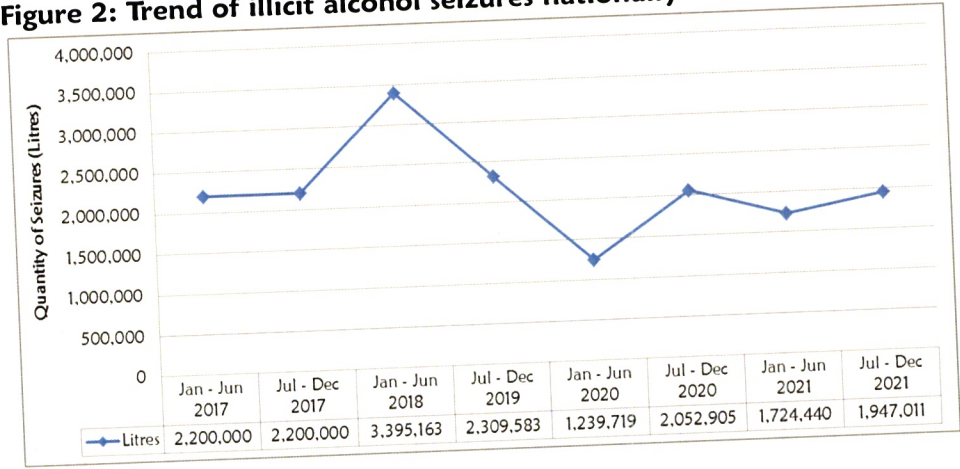 Figure 2: Trend of illicit alcohol seizures nationally
Quantity of Seizures (Litres)
4,000,000
3,500,000
3,000,000
2,500,000
2,000,000
1,500,000
1,000,000
500,000
0
Jan - Jun 2017 Jul - Dec 2017 Jan - Jun 2018 Jul - Dec 2019 Jan - Jun 2020 Jul - Dec 2020 Jan - Jun 2021 Jul - Dec 2021
Litres 2,200,000 2,200,000 3,395,163 2,309,583 1,239,719 2,052,905 1,724,440 1,947,011